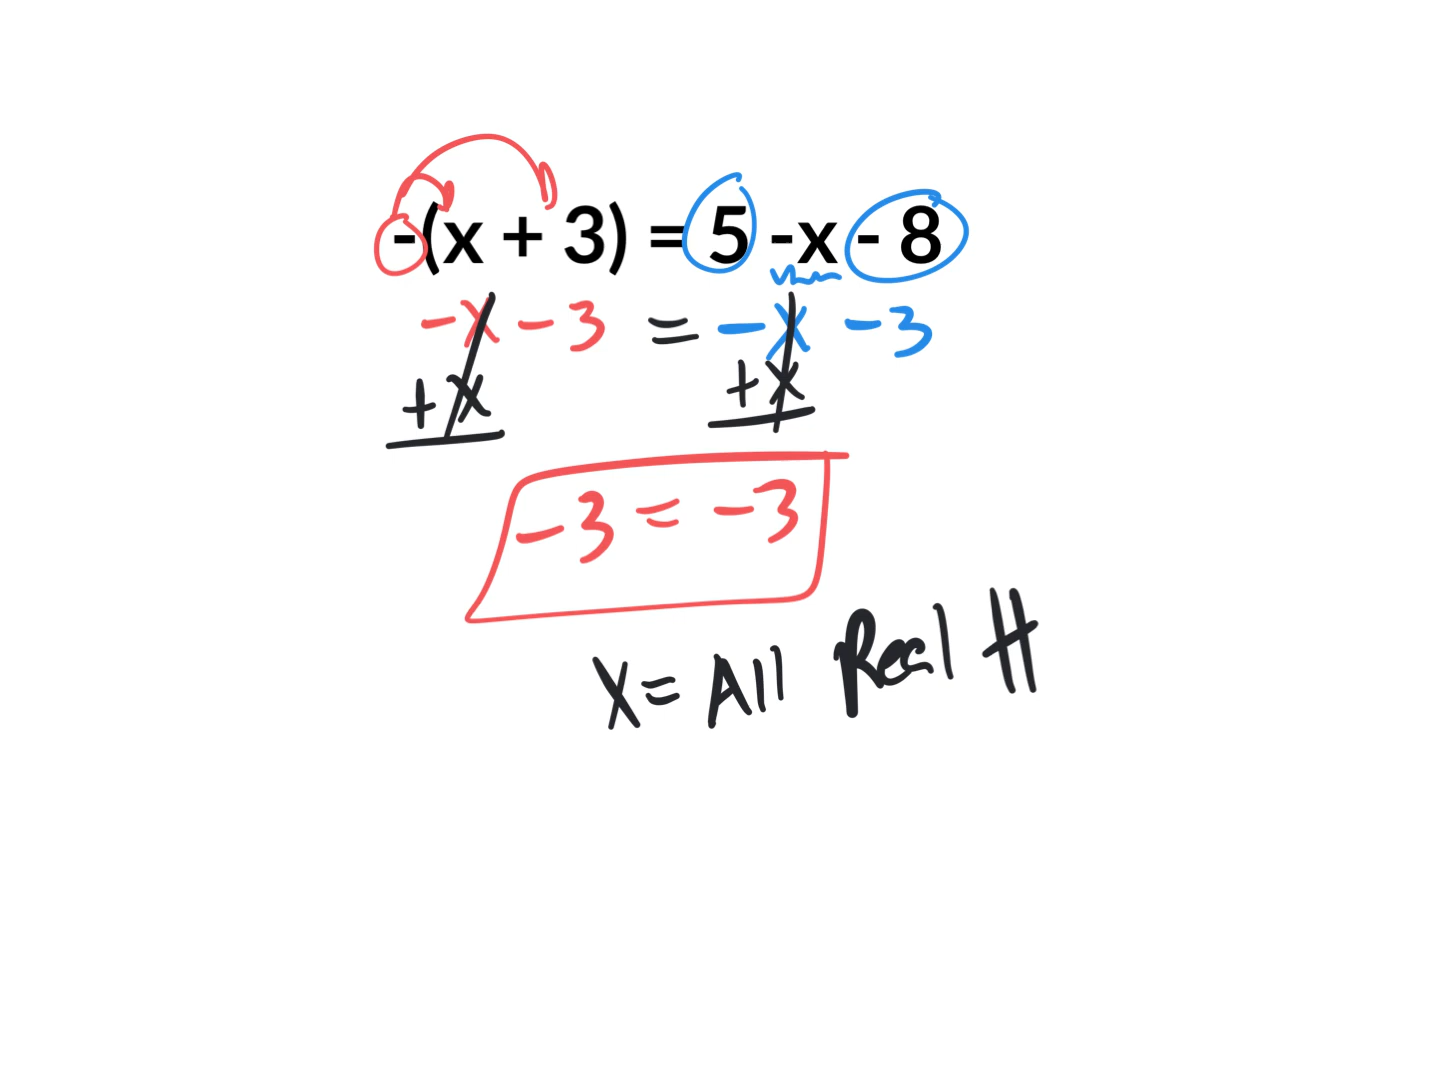 -(x + 3) = 5 -x - 8
-x -3 = -x -3
+x +x
-3 = -3
X = All Real #